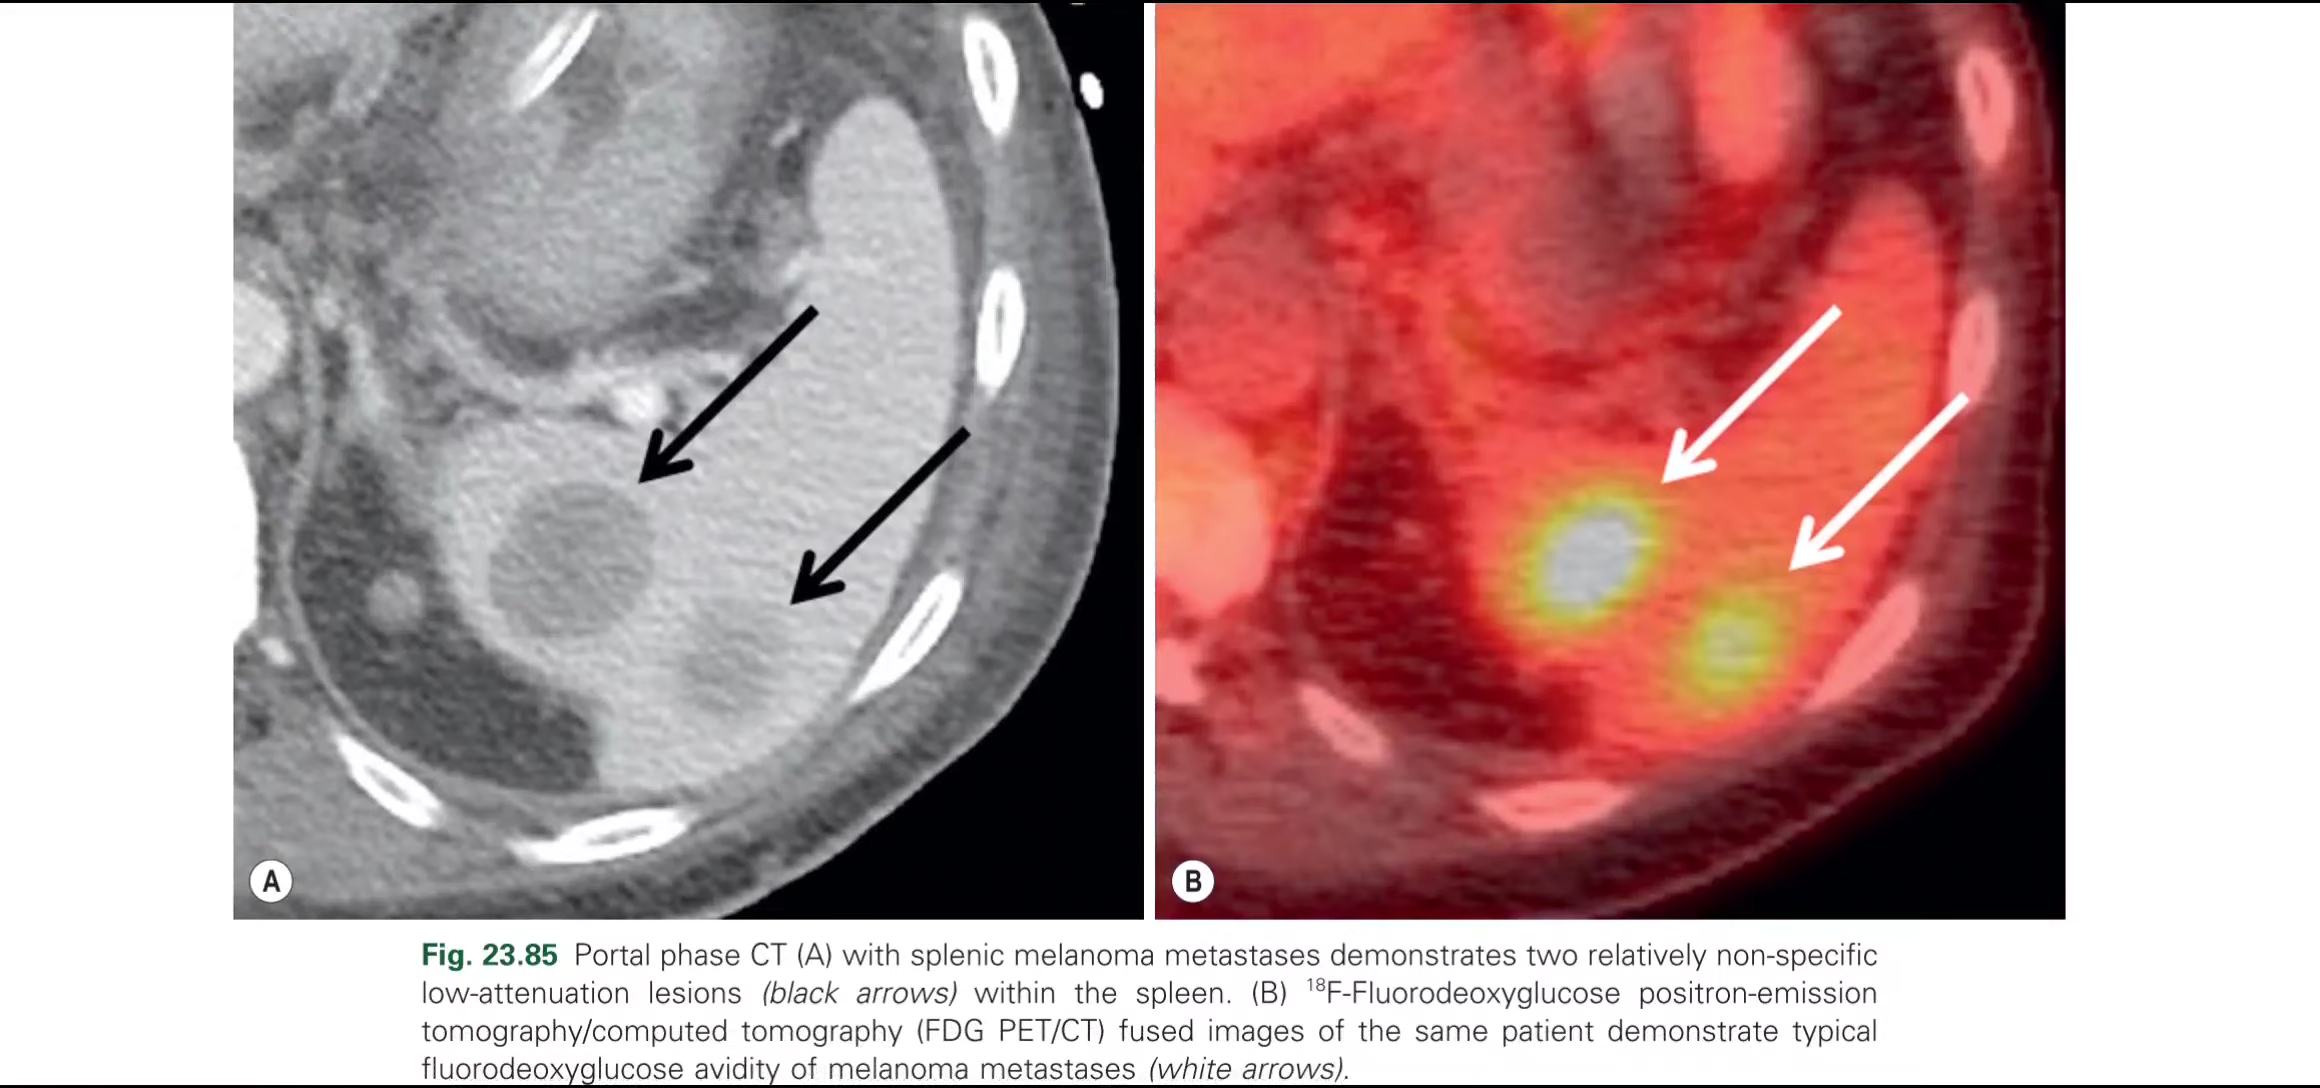 A
B
Fig. 23.85 Portal phase CT (A) with splenic melanoma metastases demonstrates two relatively non-specific
low-attenuation lesions (black arrows) within the spleen. (B) ¹⁸F-Fluorodeoxyglucose positron-emission
tomography/computed tomography (FDG PET/CT) fused images of the same patient demonstrate typical
fluorodeoxyglucose avidity of melanoma metastases (white arrows).